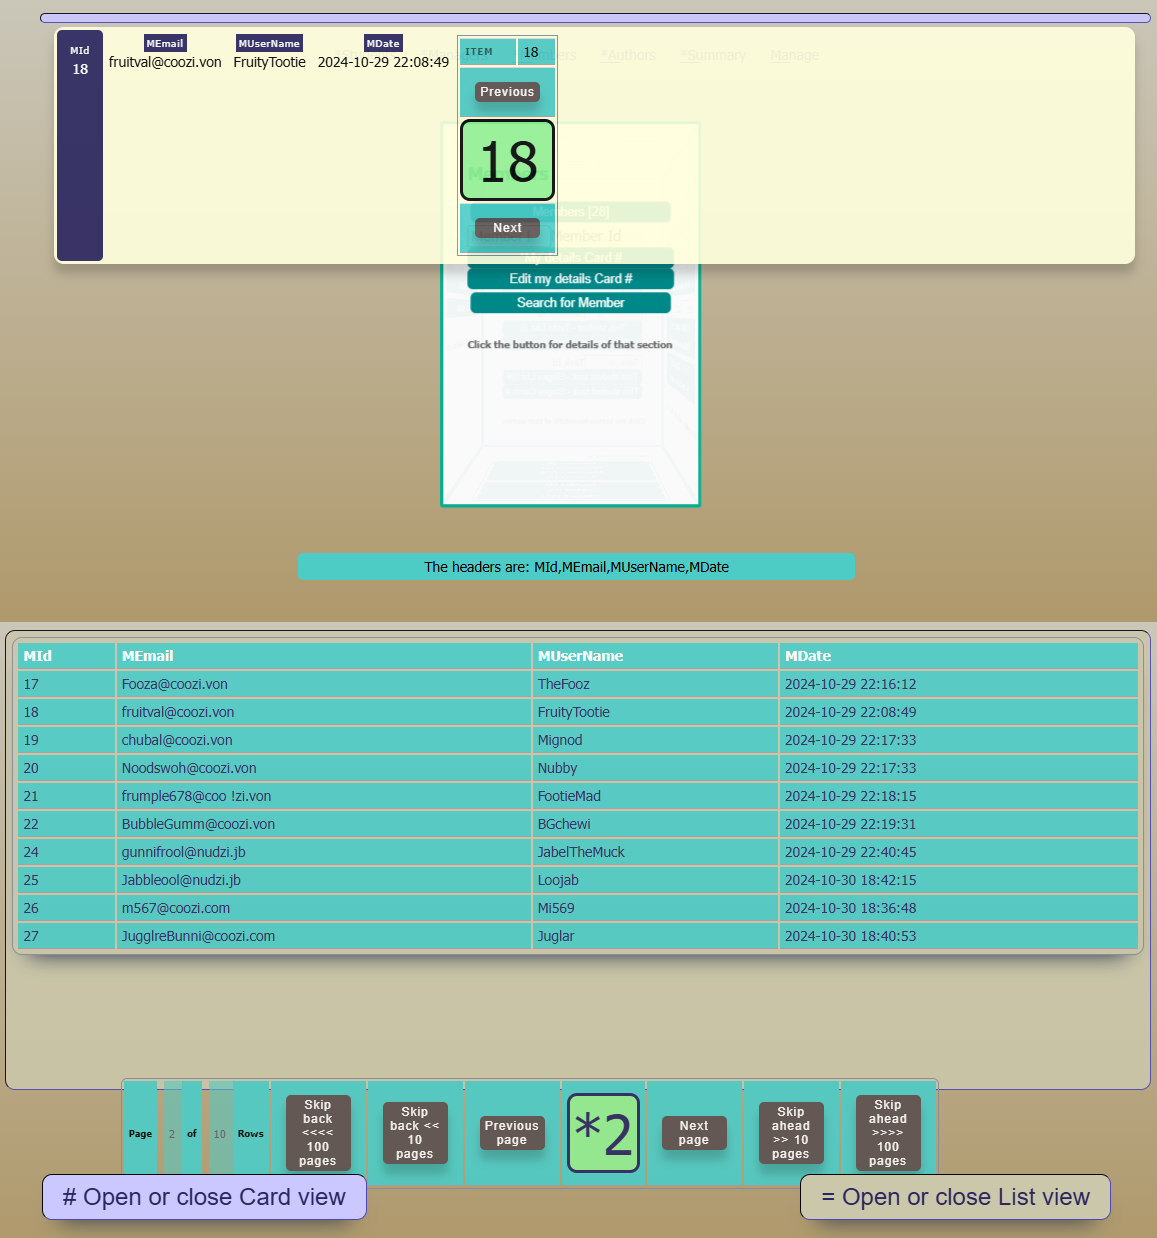 MId
18
MEmail
fruitval@coozi.von
MUserName
FruityTootie
MDate
2024-10-29 22:08:49
ITEM 18
Previous
18
Next
*Authors *Summary Manage
Members [28]
Member Id
My details Card #
Edit my details Card #
Search for Member
Click the button for details of that section
The headers are: MId,MEmail,MUserName,MDate
MId MEmail MUserName MDate
17 Fooza@coozi.von TheFooz 2024-10-29 22:16:12
18 fruitval@coozi.von FruityTootie 2024-10-29 22:08:49
19 chubal@coozi.von Mignod 2024-10-29 22:17:33
20 Noodswoh@coozi.von Nubby 2024-10-29 22:17:33
21 frumple678@coo !zi.von FootieMad 2024-10-29 22:18:15
22 BubbleGumm@coozi.von BGchewi 2024-10-29 22:19:31
24 gunnifrool@nudzi.jb JabelTheMuck 2024-10-29 22:40:45
25 Jabbleool@nudzi.jb Loojab 2024-10-30 18:42:15
26 m567@coozi.com Mi569 2024-10-30 18:36:48
27 JugglreBunni@coozi.com Juglar 2024-10-30 18:40:53
Page 2 of 10 Rows
Skip
back
<<<<
100
pages
Skip
back <<
10
pages
Previous
page
*2
Next
page
Skip
ahead
>> 10
pages
Skip
ahead
>>>>
100
pages
# Open or close Card view
= Open or close List view